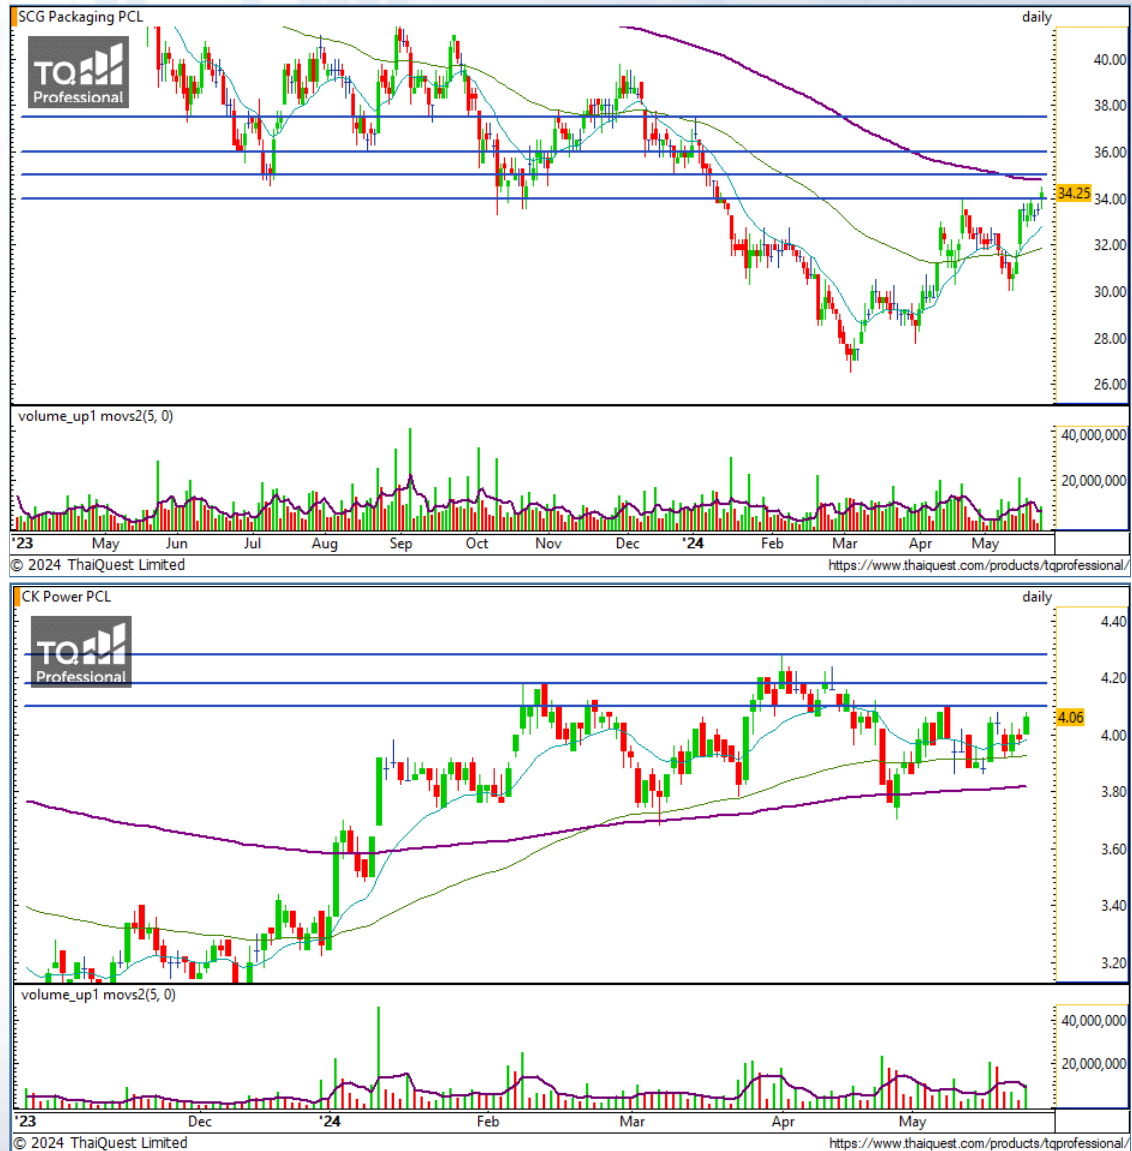 SCG Packaging PCL daily
TQ
Professional
40.00
38.00
36.00
34.25
34.00
32.00
30.00
28.00
26.00
volume_up1 movs2(5, 0)
40,000,000
20,000,000
'23 May Jun Jul Aug Sep Oct Nov Dec '24 Feb Mar Apr May
© 2024 ThaiQuest Limited https://www.thaiquest.com/products/tqprofessional/
CK Power PCL daily
TQ
Professional
4.40
4.20
4.06
4.00
3.80
3.60
3.40
3.20
volume_up1 movs2(5, 0)
40,000,000
20,000,000
'23 Dec '24 Feb Mar Apr May
© 2024 ThaiQuest Limited https://www.thaiquest.com/products/tqprofessional/